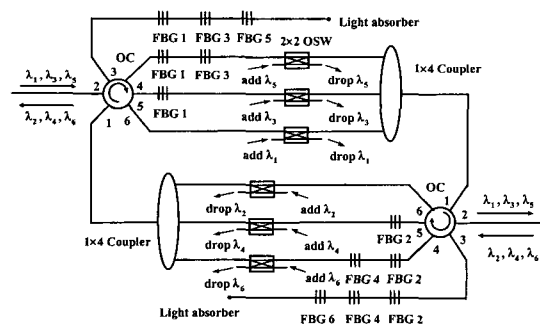 Light absorber
FBG 1 FBG 3 FBG 5 2×2 OSW
OC
λ₁, λ₃, λ₅
3
2 4
1 5
6
FBG 1 FBG 3
add λ₅ drop λ₅
1×4 Coupler
λ₂, λ₄, λ₆
FBG 1
add λ₃ drop λ₃
add λ₁ drop λ₁
OC
drop λ₂ add λ₂
6 1
2
5 3
4
λ₁, λ₃, λ₅
FBG 2
1×4 Coupler
drop λ₄ add λ₄
λ₂, λ₄, λ₆
FBG 4 FBG 2
drop λ₆ add λ₆
Light absorber
FBG 6 FBG 4 FBG 2